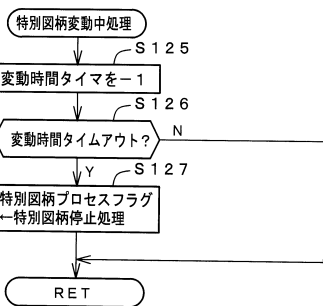 特別図柄変動中処理
S125
変動時間タイマを−1
S126
変動時間タイムアウト?
N
Y
S127
特別図柄プロセスフラグ
←特別図柄停止処理
RET